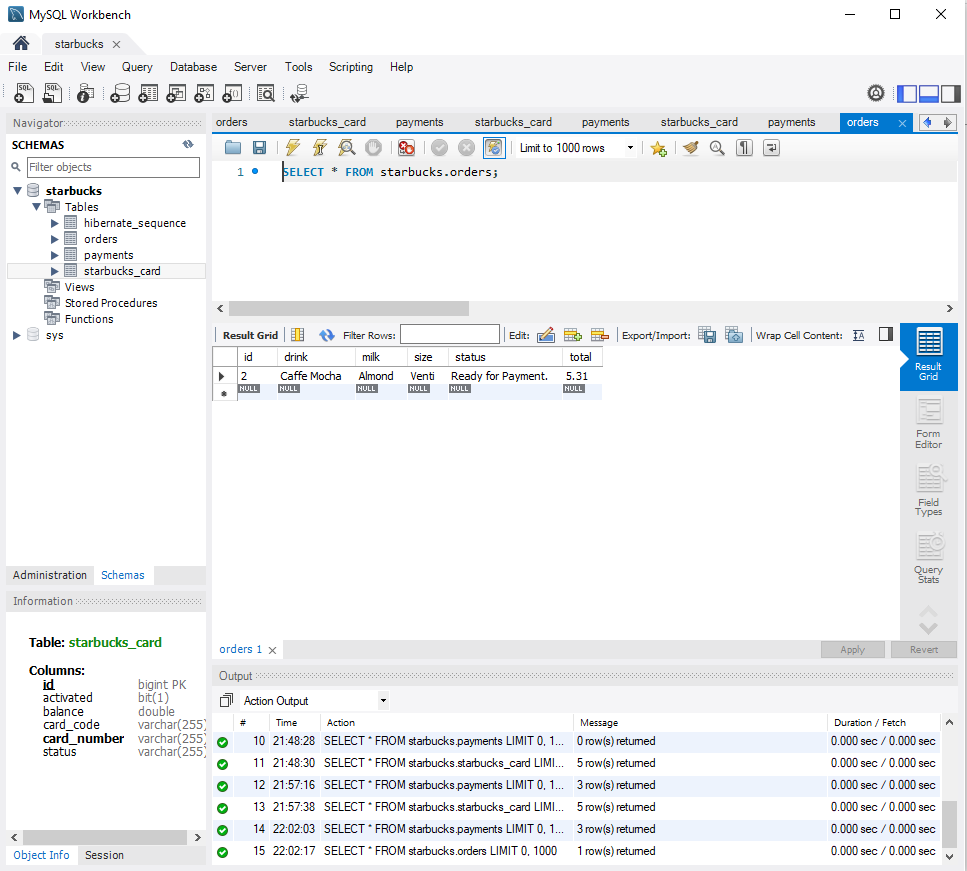 MySQL Workbench
starbucks
File Edit View Query Database Server Tools Scripting Help
Navigator
SCHEMAS
Filter objects
starbucks
Tables
hibernate_sequence
orders
payments
starbucks_card
Views
Stored Procedures
Functions
sys
Administration Schemas
Information
Table: starbucks_card
Columns:
id bigint PK
activated bit(1)
balance double
card_code varchar(255)
card_number varchar(255)
status varchar(255)
Object Info Session
orders starbucks_card payments starbucks_card payments starbucks_card payments orders
Limit to 1000 rows
1 SELECT * FROM starbucks.orders;
Result Grid Filter Rows: Edit: Export/Import: Wrap Cell Content:
id drink milk size status total
2 Caffe Mocha Almond Venti Ready for Payment. 5.31
NULL NULL NULL NULL NULL NULL
Result
Grid
Form
Editor
Field
Types
Query
Stats
orders 1 Apply Revert
Output
Action Output
# Time Action Message Duration / Fetch
10 21:48:28 SELECT * FROM starbucks.payments LIMIT 0, 1... 0 row(s) returned 0.000 sec / 0.000 sec
11 21:48:30 SELECT * FROM starbucks.starbucks_card LIMI... 5 row(s) returned 0.000 sec / 0.000 sec
12 21:57:16 SELECT * FROM starbucks.payments LIMIT 0, 1... 3 row(s) returned 0.000 sec / 0.000 sec
13 21:57:38 SELECT * FROM starbucks.starbucks_card LIMI... 5 row(s) returned 0.000 sec / 0.000 sec
14 22:02:03 SELECT * FROM starbucks.payments LIMIT 0, 1... 3 row(s) returned 0.000 sec / 0.000 sec
15 22:02:17 SELECT * FROM starbucks.orders LIMIT 0, 1000 1 row(s) returned 0.000 sec / 0.000 sec